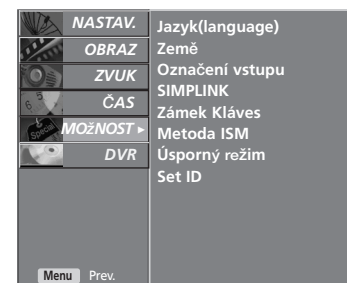 NASTAV.
OBRAZ
ZVUK
ČAS
MOžNOST ▸
DVR
Jazyk(language)
Země
Označení vstupu
SIMPLINK
Zámek Kláves
Metoda ISM
Úsporný režim
Set ID
Menu Prev.